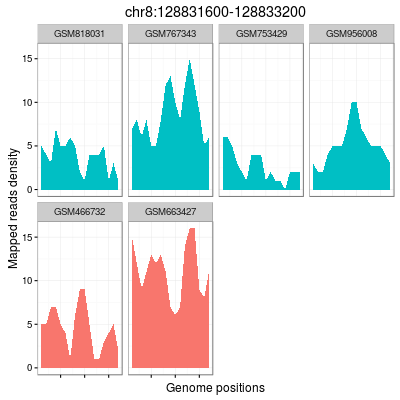 chr8:128831600-128833200
GSM818031 GSM767343 GSM753429 GSM956008
15
10
5
0
GSM466732 GSM663427
15
10
5
0
Mapped reads density
Genome positions